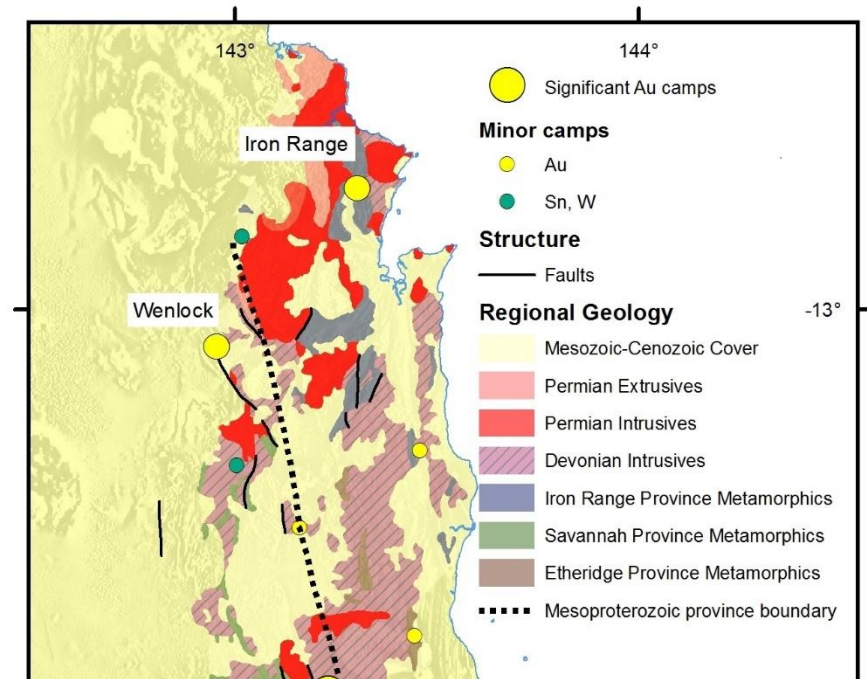 143°
144°
Significant Au camps
Iron Range
Minor camps
Au
Sn, W
Structure
Faults
Wenlock
-13°
Regional Geology
Mesozoic-Cenozoic Cover
Permian Extrusives
Permian Intrusives
Devonian Intrusives
Iron Range Province Metamorphics
Savannah Province Metamorphics
Etheridge Province Metamorphics
Mesoproterozoic province boundary